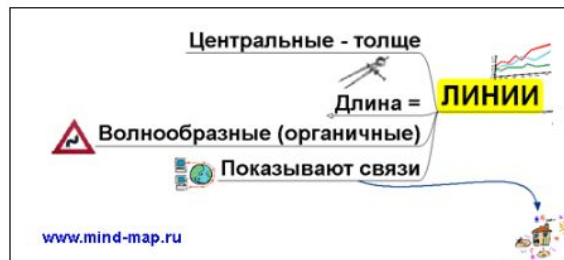 Центральные - толще
Длина =
ЛИНИИ
Волнообразные (органичные)
Показывают связи
www.mind-map.ru